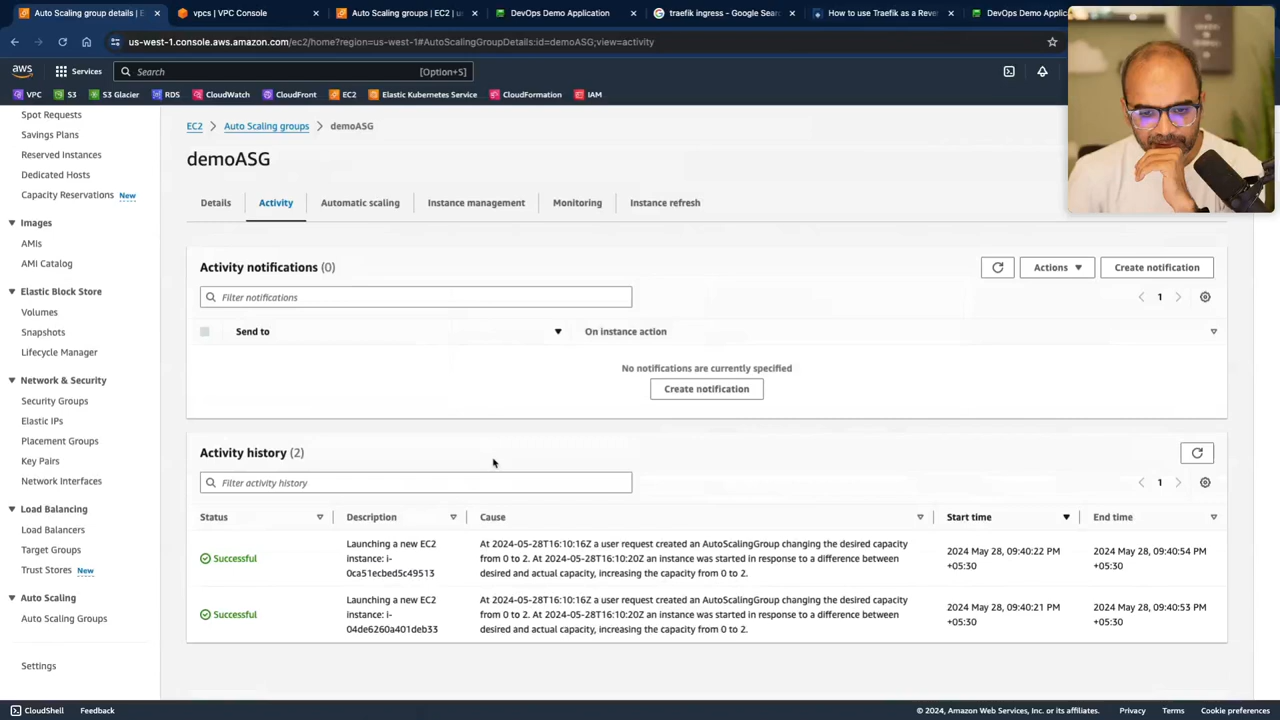 Auto Scaling group details | E
vpcs | VPC Console
Auto Scaling groups | EC2 | us
DevOps Demo Application
traefik ingress - Google Sear
How to use Traefik as a Rever
DevOps Demo Applic
us-west-1.console.aws.amazon.com/ec2/home?region=us-west-1#AutoScalingGroupDetails:id=demoASG;view=activity
aws
Services
Search
[Option+S]
VPC
S3
S3 Glacier
RDS
CloudWatch
CloudFront
EC2
Elastic Kubernetes Service
CloudFormation
IAM
Spot Requests
Savings Plans
Reserved Instances
Dedicated Hosts
Capacity Reservations New
Images
AMIs
AMI Catalog
Elastic Block Store
Volumes
Snapshots
Lifecycle Manager
Network & Security
Security Groups
Elastic IPs
Placement Groups
Key Pairs
Network Interfaces
Load Balancing
Load Balancers
Target Groups
Trust Stores New
Auto Scaling
Auto Scaling Groups
Settings
EC2 > Auto Scaling groups > demoASG
demoASG
Details
Activity
Automatic scaling
Instance management
Monitoring
Instance refresh
Activity notifications (0)
Actions
Create notification
Filter notifications
1
Send to
On instance action
No notifications are currently specified
Create notification
Activity history (2)
Filter activity history
1
Status
Description
Cause
Start time
End time
Successful
Launching a new EC2
instance: i-
0ca51ecbed5c49513
At 2024-05-28T16:10:16Z a user request created an AutoScalingGroup changing the desired capacity
from 0 to 2. At 2024-05-28T16:10:20Z an instance was started in response to a difference between
desired and actual capacity, increasing the capacity from 0 to 2.
2024 May 28, 09:40:22 PM
+05:30
2024 May 28, 09:40:54 PM
+05:30
Successful
Launching a new EC2
instance: i-
04de6260a401deb33
At 2024-05-28T16:10:16Z a user request created an AutoScalingGroup changing the desired capacity
from 0 to 2. At 2024-05-28T16:10:20Z an instance was started in response to a difference between
desired and actual capacity, increasing the capacity from 0 to 2.
2024 May 28, 09:40:21 PM
+05:30
2024 May 28, 09:40:53 PM
+05:30
CloudShell
Feedback
© 2024, Amazon Web Services, Inc. or its affiliates.
Privacy
Terms
Cookie preferences